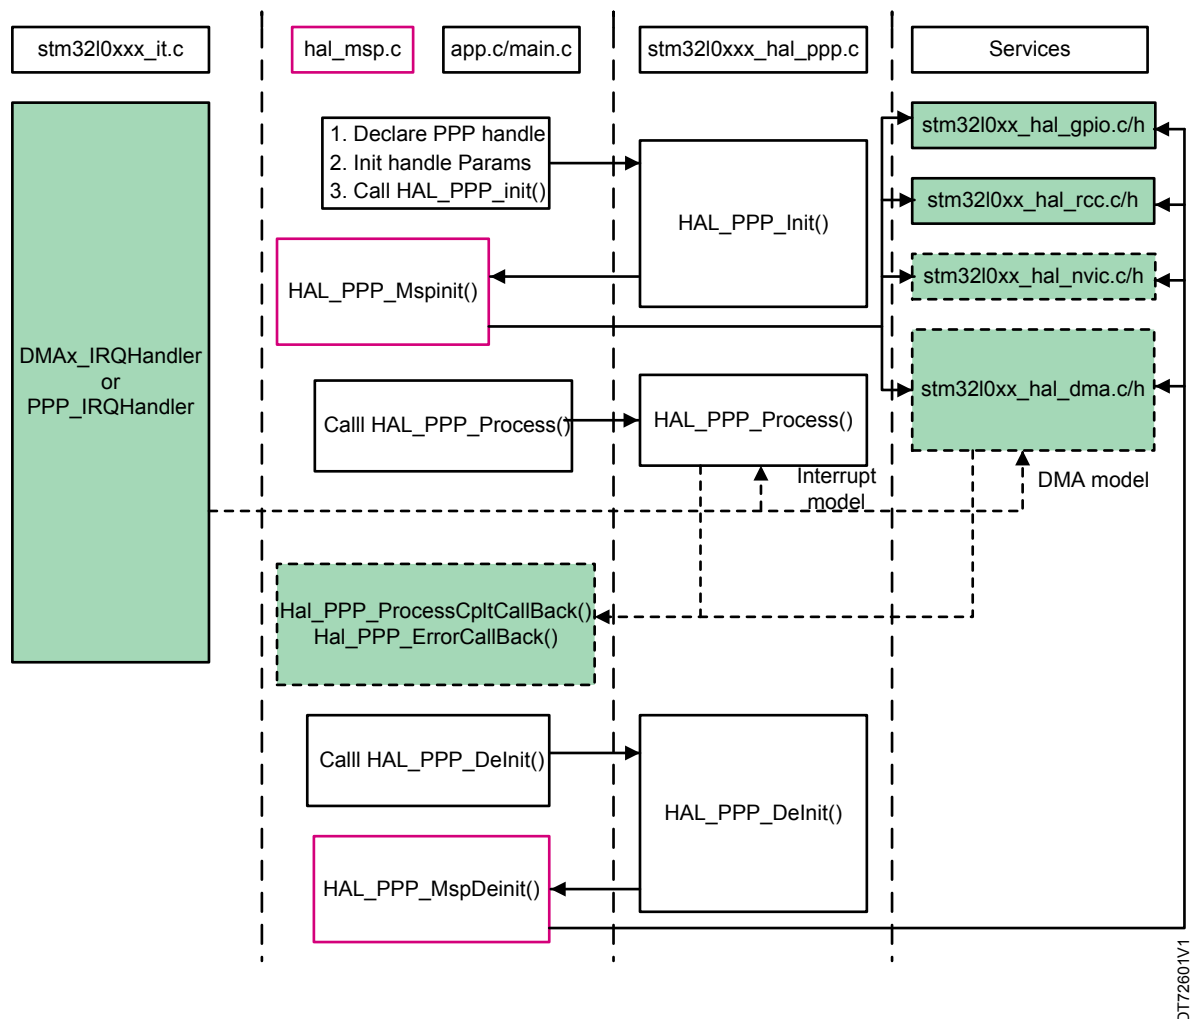 stm32l0xxx_it.c
hal_msp.c
app.c/main.c
stm32l0xxx_hal_ppp.c
Services
1. Declare PPP handle
2. Init handle Params
3. Call HAL_PPP_init()
HAL_PPP_Init()
stm32l0xx_hal_gpio.c/h
stm32l0xx_hal_rcc.c/h
stm32l0xx_hal_nvic.c/h
HAL_PPP_Mspinit()
DMAx_IRQHandler
or
PPP_IRQHandler
stm32l0xx_hal_dma.c/h
Calll HAL_PPP_Process()
HAL_PPP_Process()
Interrupt
model
DMA model
Hal_PPP_ProcessCpltCallBack()
Hal_PPP_ErrorCallBack()
Calll HAL_PPP_DeInit()
HAL_PPP_DeInit()
HAL_PPP_MspDeinit()
DT72601V1